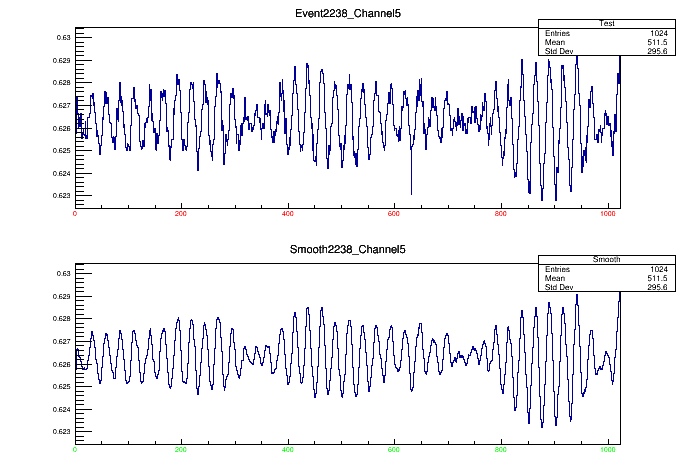 Event2238_Channel5
Test
Entries 1024
Mean 511.5
Std Dev 295.6
0.63
0.629
0.628
0.627
0.626
0.625
0.624
0.623
0 200 400 600 800 1000
Smooth2238_Channel5
Smooth
Entries 1024
Mean 511.5
Std Dev 295.6
0.63
0.629
0.628
0.627
0.626
0.625
0.624
0.623
0 200 400 600 800 1000